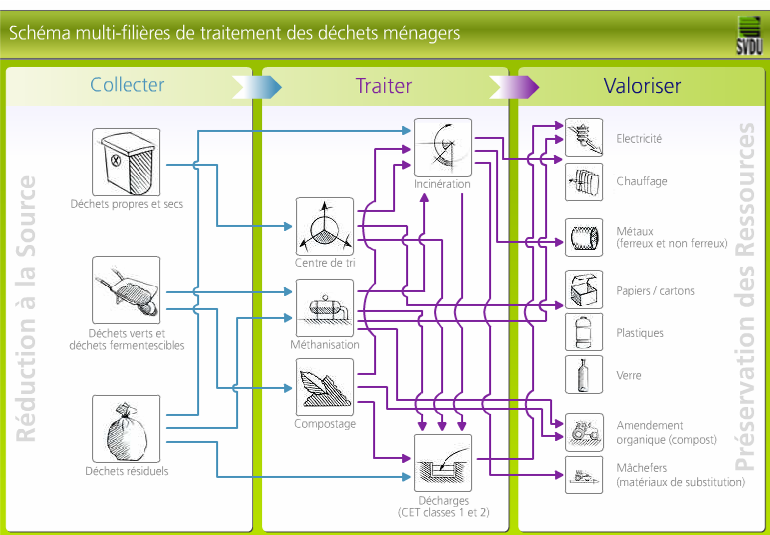 Schéma multi-filières de traitement des déchets ménagers
SVDU
Collecter
Traiter
Valoriser
Réduction à la Source
Déchets propres et secs
Déchets verts et
déchets fermentescibles
Déchets résiduels
Incinération
Centre de tri
Méthanisation
Compostage
Décharges
(CET classes 1 et 2)
Electricité
Chauffage
Métaux
(ferreux et non ferreux)
Papiers / cartons
Plastiques
Verre
Amendement
organique (compost)
Mâchefers
(matériaux de substitution)
Préservation des Ressources